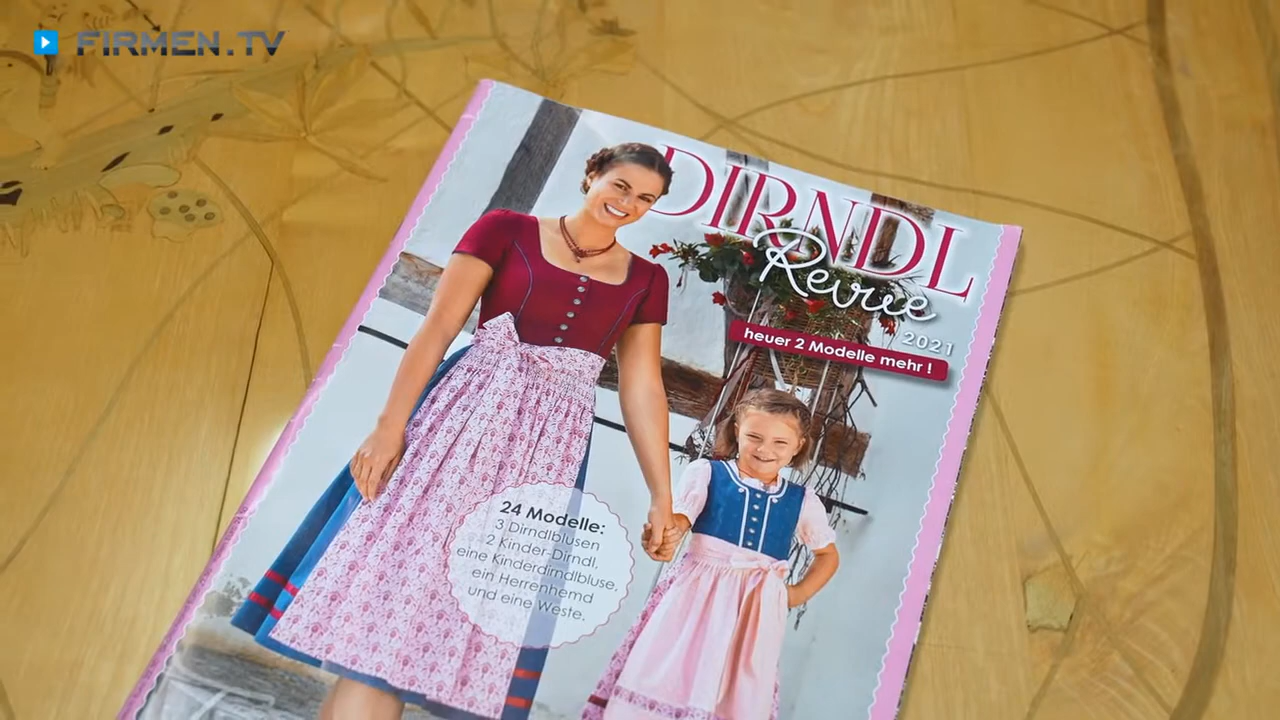 FIRMEN.TV
DIRNDL
Revue
2021
heuer 2 Modelle mehr !
24 Modelle:
3 Dirndlblusen
2 Kinder-Dirndl,
eine Kinderdirndlbluse,
ein Herrenhemd
und eine Weste.